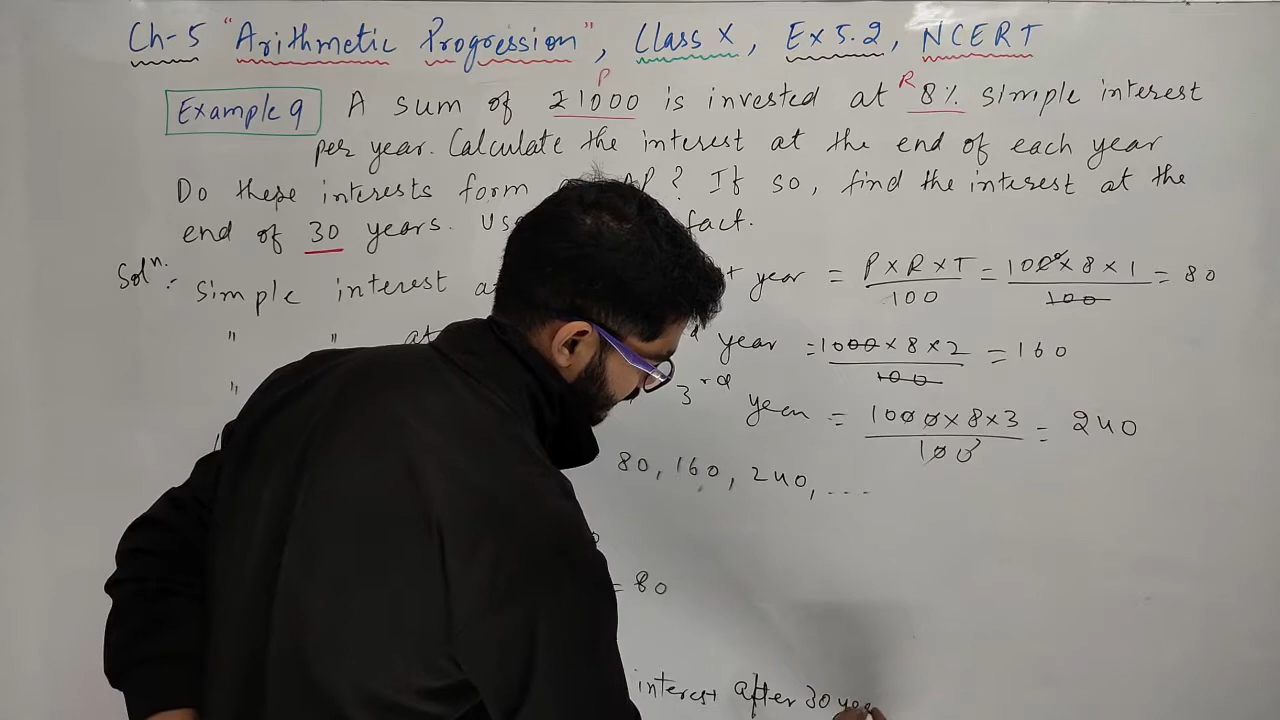 Ch-5 "Arithmetic Progression", Class X, Ex 5.2, NCERT
P R
Example 9 A sum of ₹1000 is invested at 8% simple interest
per year. Calculate the interest at the end of each year
Do these interests form AP? If so, find the interest at the
end of 30 years. fact.
Solⁿ:- Simple interest year = P×R×T/100 = 1000×8×1/100 = 80
" " at year = 1000×8×2/100 = 160
" 3rd year = 1000×8×3/100 = 240
80, 160, 240, ....
= 80
interest after 30